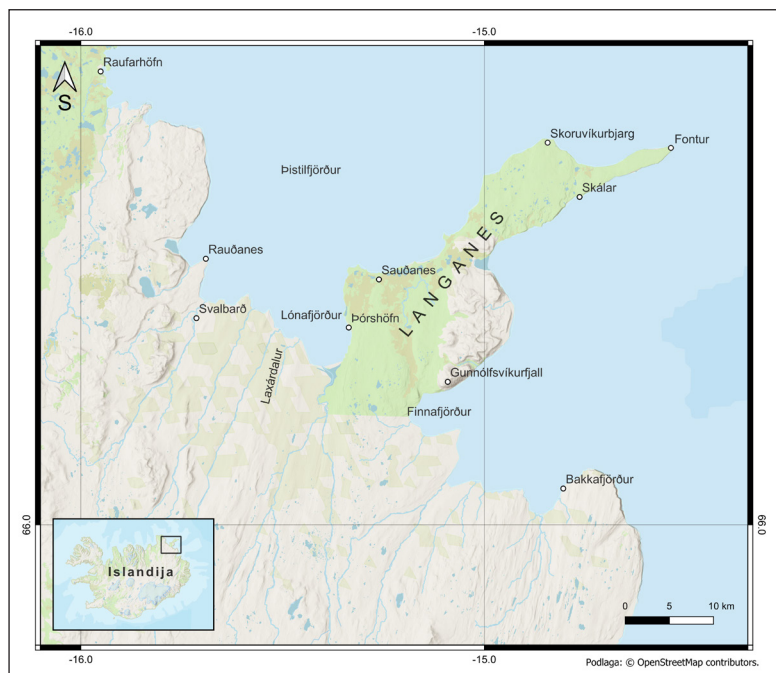 -16.0
-15.0
Raufarhöfn
S
Skoruvíkurbjarg
Fontur
Þistilfjörður
Skálar
Rauðanes
Sauðanes
LANGANES
Svalbarð
Lónafjörður
Þórshöfn
Laxárdalur
Gunnólfsvíkurfjall
Finnafjörður
Bakkafjörður
66.0
66.0
Islandija
0 5 10 km
-16.0
-15.0
Podlaga: © OpenStreetMap contributors.